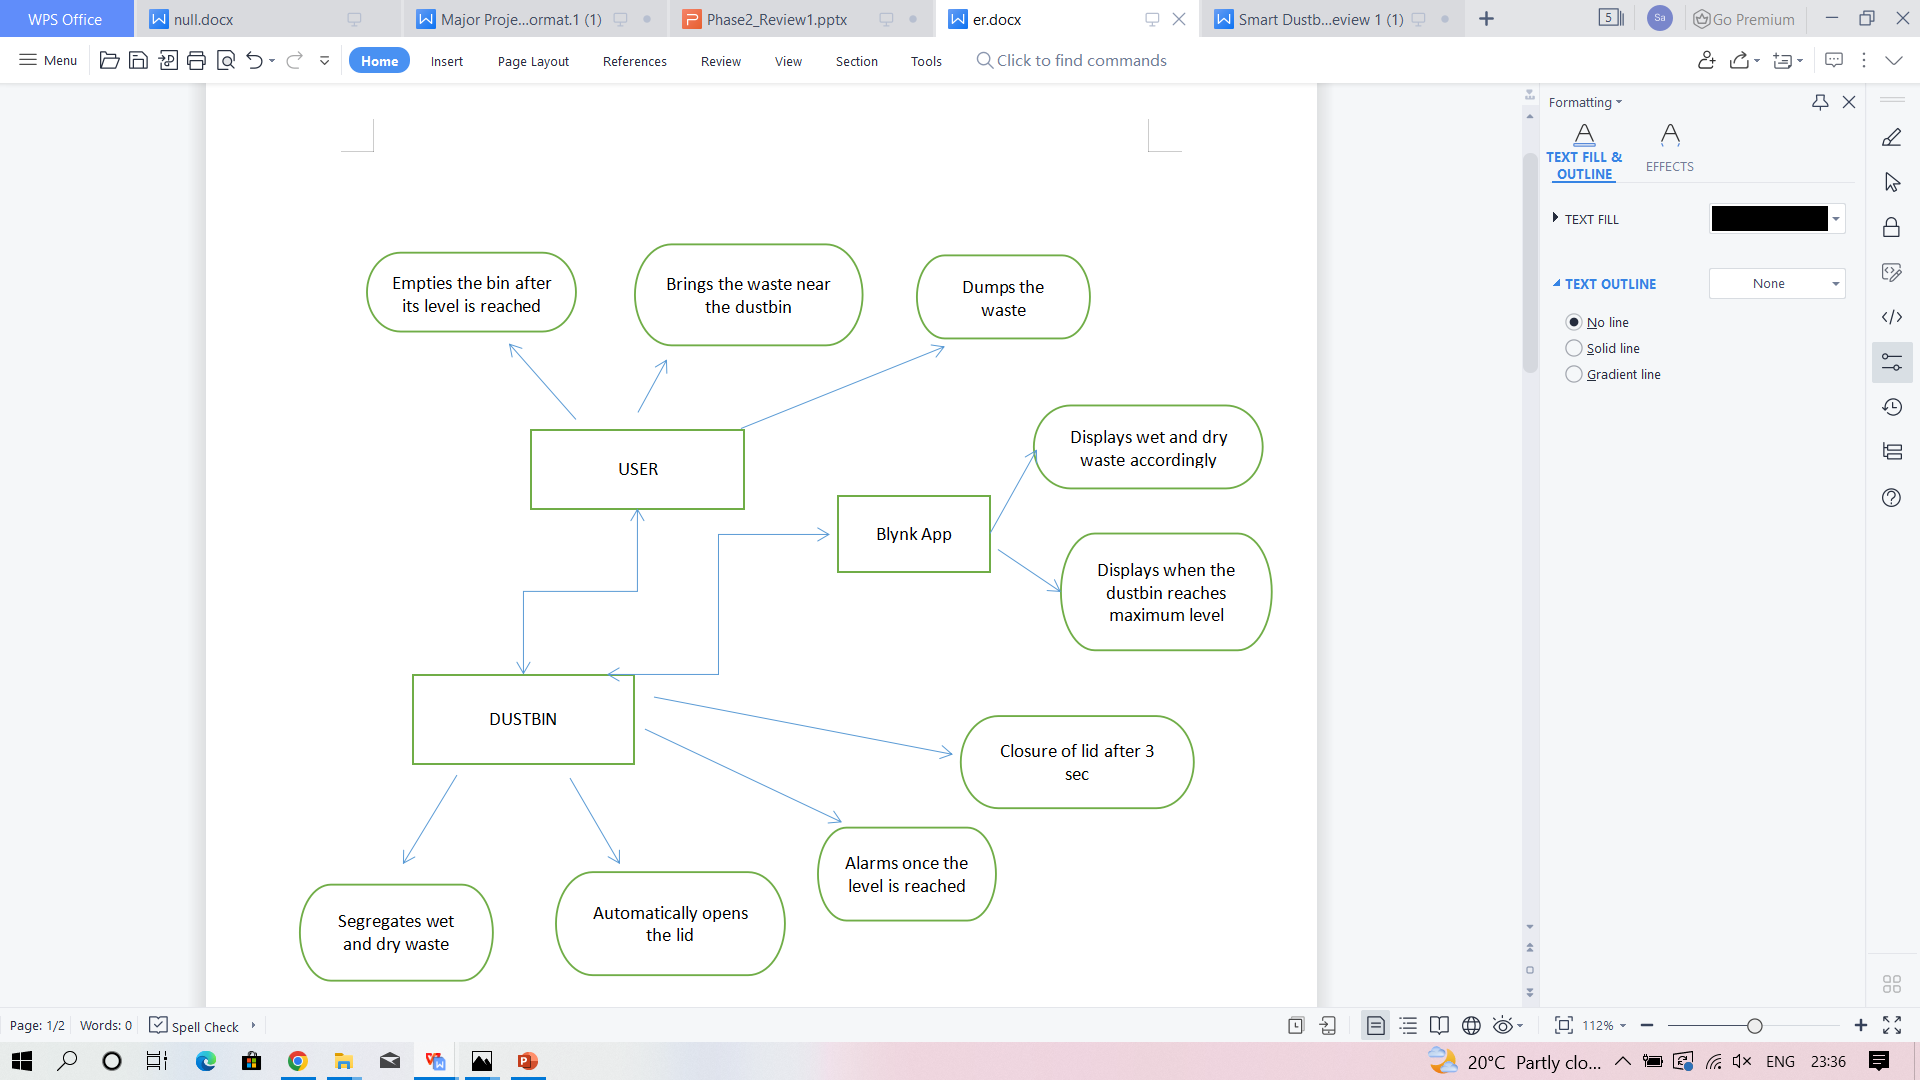 WPS Office
null.docx
Major Proje...ormat.1 (1)
Phase2_Review1.pptx
er.docx
Smart Dustb...eview 1 (1)
5
Sa
Go Premium
Menu
Home
Insert
Page Layout
References
Review
View
Section
Tools
Click to find commands
Formatting
TEXT FILL &
OUTLINE
EFFECTS
TEXT FILL
TEXT OUTLINE
None
No line
Solid line
Gradient line
Empties the bin after
its level is reached
Brings the waste near
the dustbin
Dumps the
waste
USER
Displays wet and dry
waste accordingly
Blynk App
Displays when the
dustbin reaches
maximum level
DUSTBIN
Closure of lid after 3
sec
Alarms once the
level is reached
Segregates wet
and dry waste
Automatically opens
the lid
Page: 1/2
Words: 0
Spell Check
112%
20°C Partly clo...
ENG
23:36